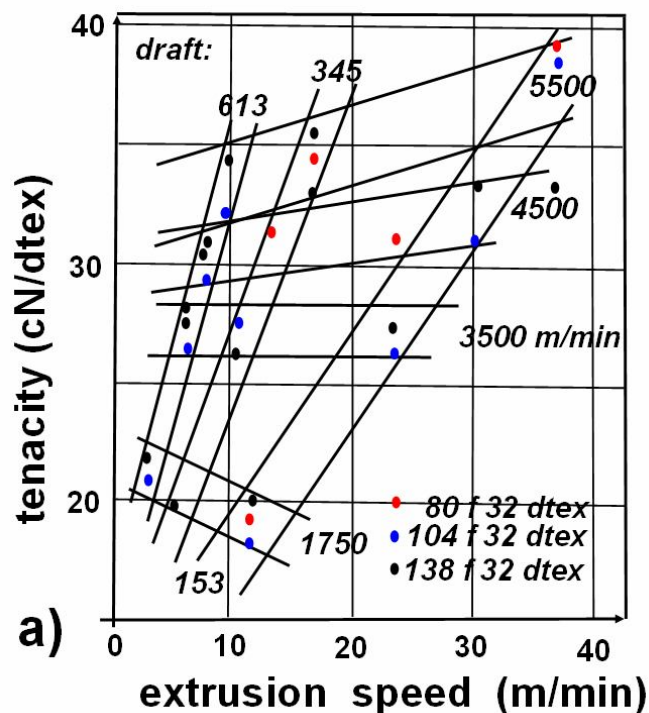 40
draft:
345
613
5500
4500
30
3500 m/min
20
80 f 32 dtex
1750
104 f 32 dtex
153
138 f 32 dtex
a)
0 10 20 30 40
extrusion speed (m/min)
tenacity (cN/dtex)